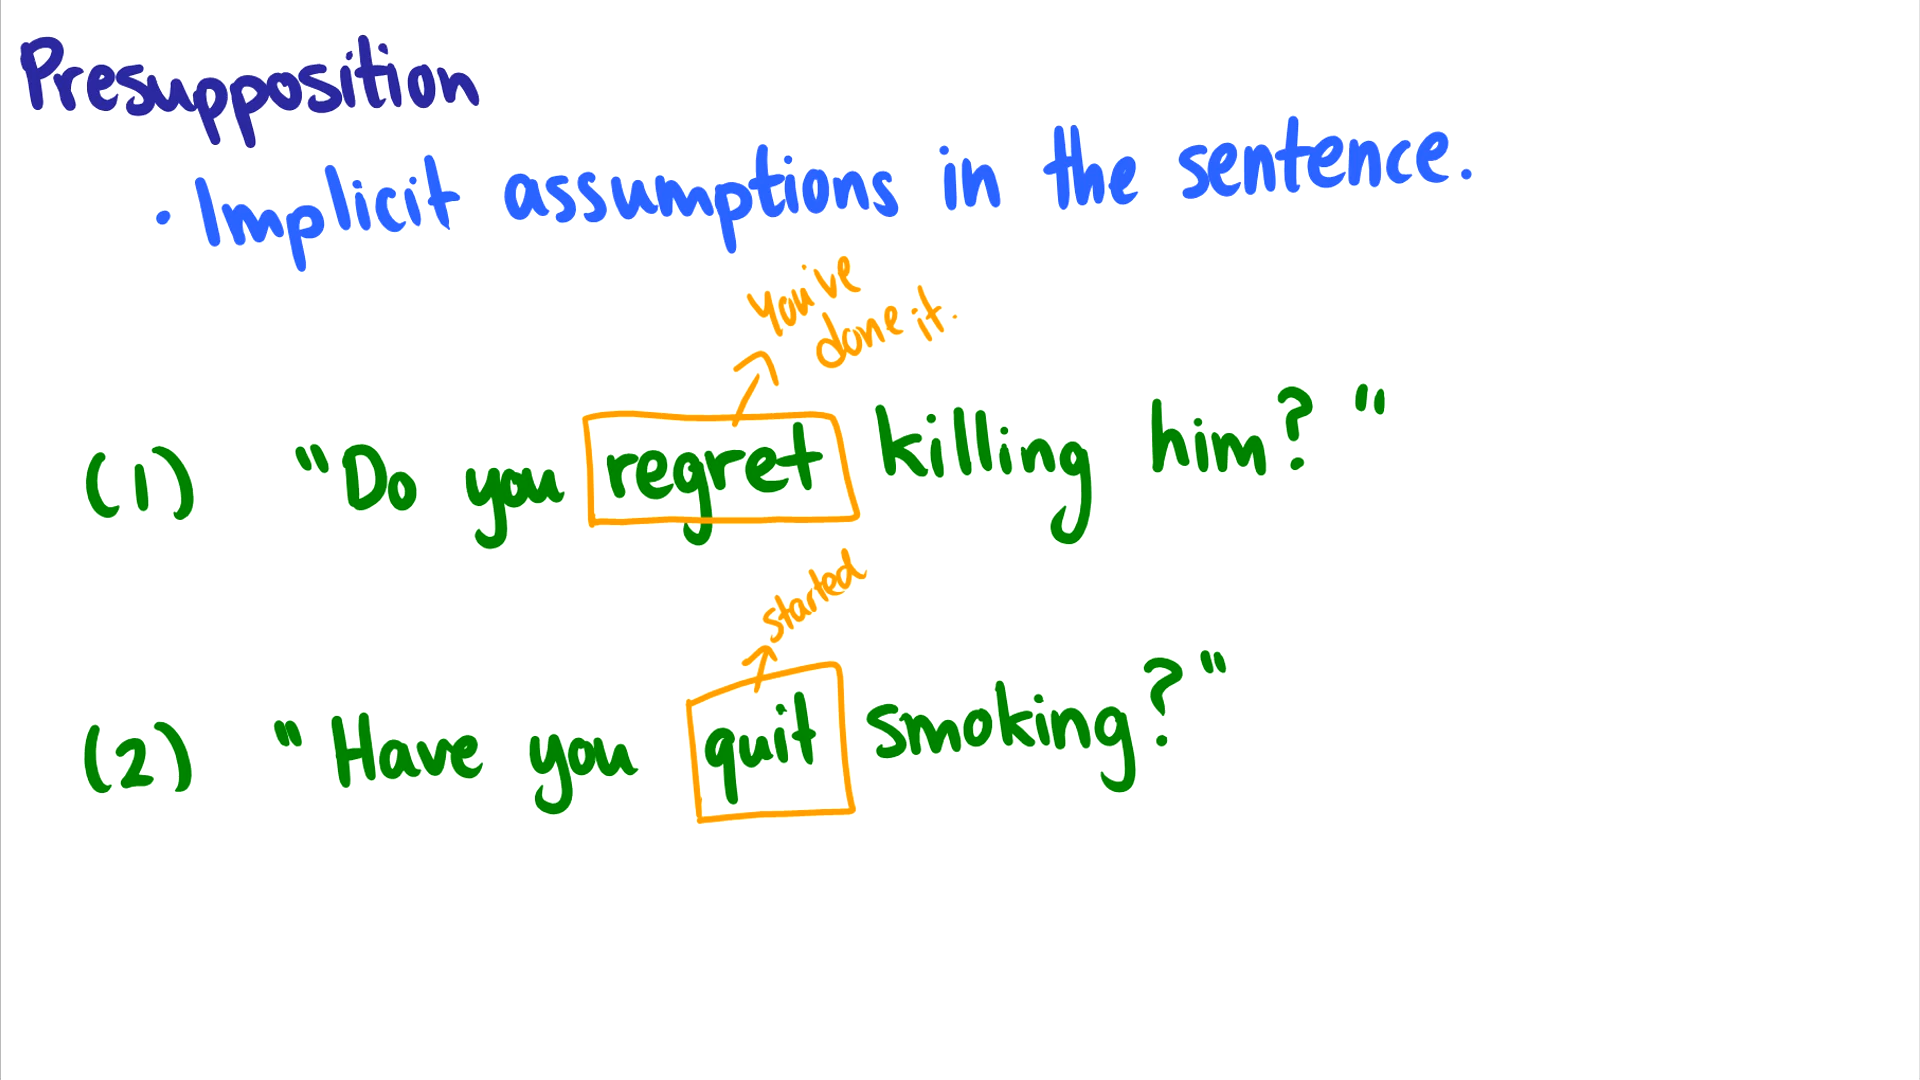 Presupposition
· Implicit assumptions in the sentence.
you've
done it.
(1) "Do you regret killing him?"
started
(2) "Have you quit smoking?"